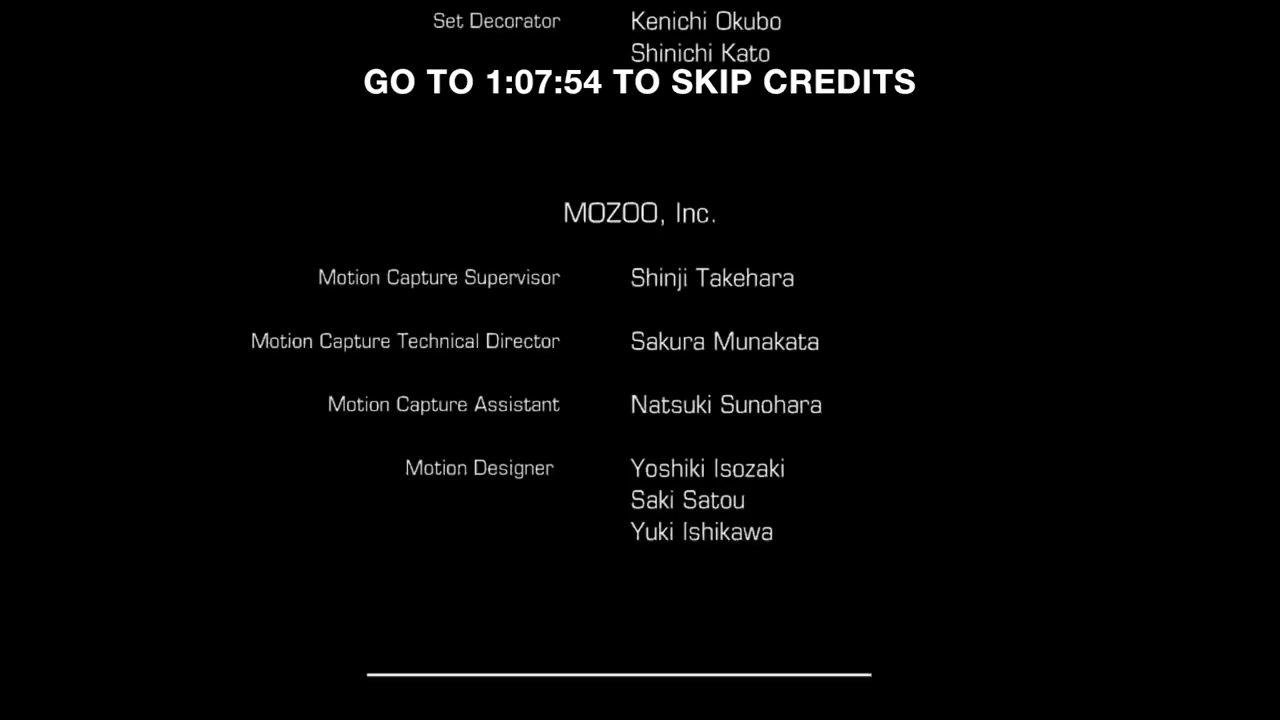 Set Decorator Kenichi Okubo
Shinichi Kato
GO TO 1:07:54 TO SKIP CREDITS
MOZOO, Inc.
Motion Capture Supervisor Shinji Takehara
Motion Capture Technical Director Sakura Munakata
Motion Capture Assistant Natsuki Sunohara
Motion Designer Yoshiki Isozaki
Saki Satou
Yuki Ishikawa